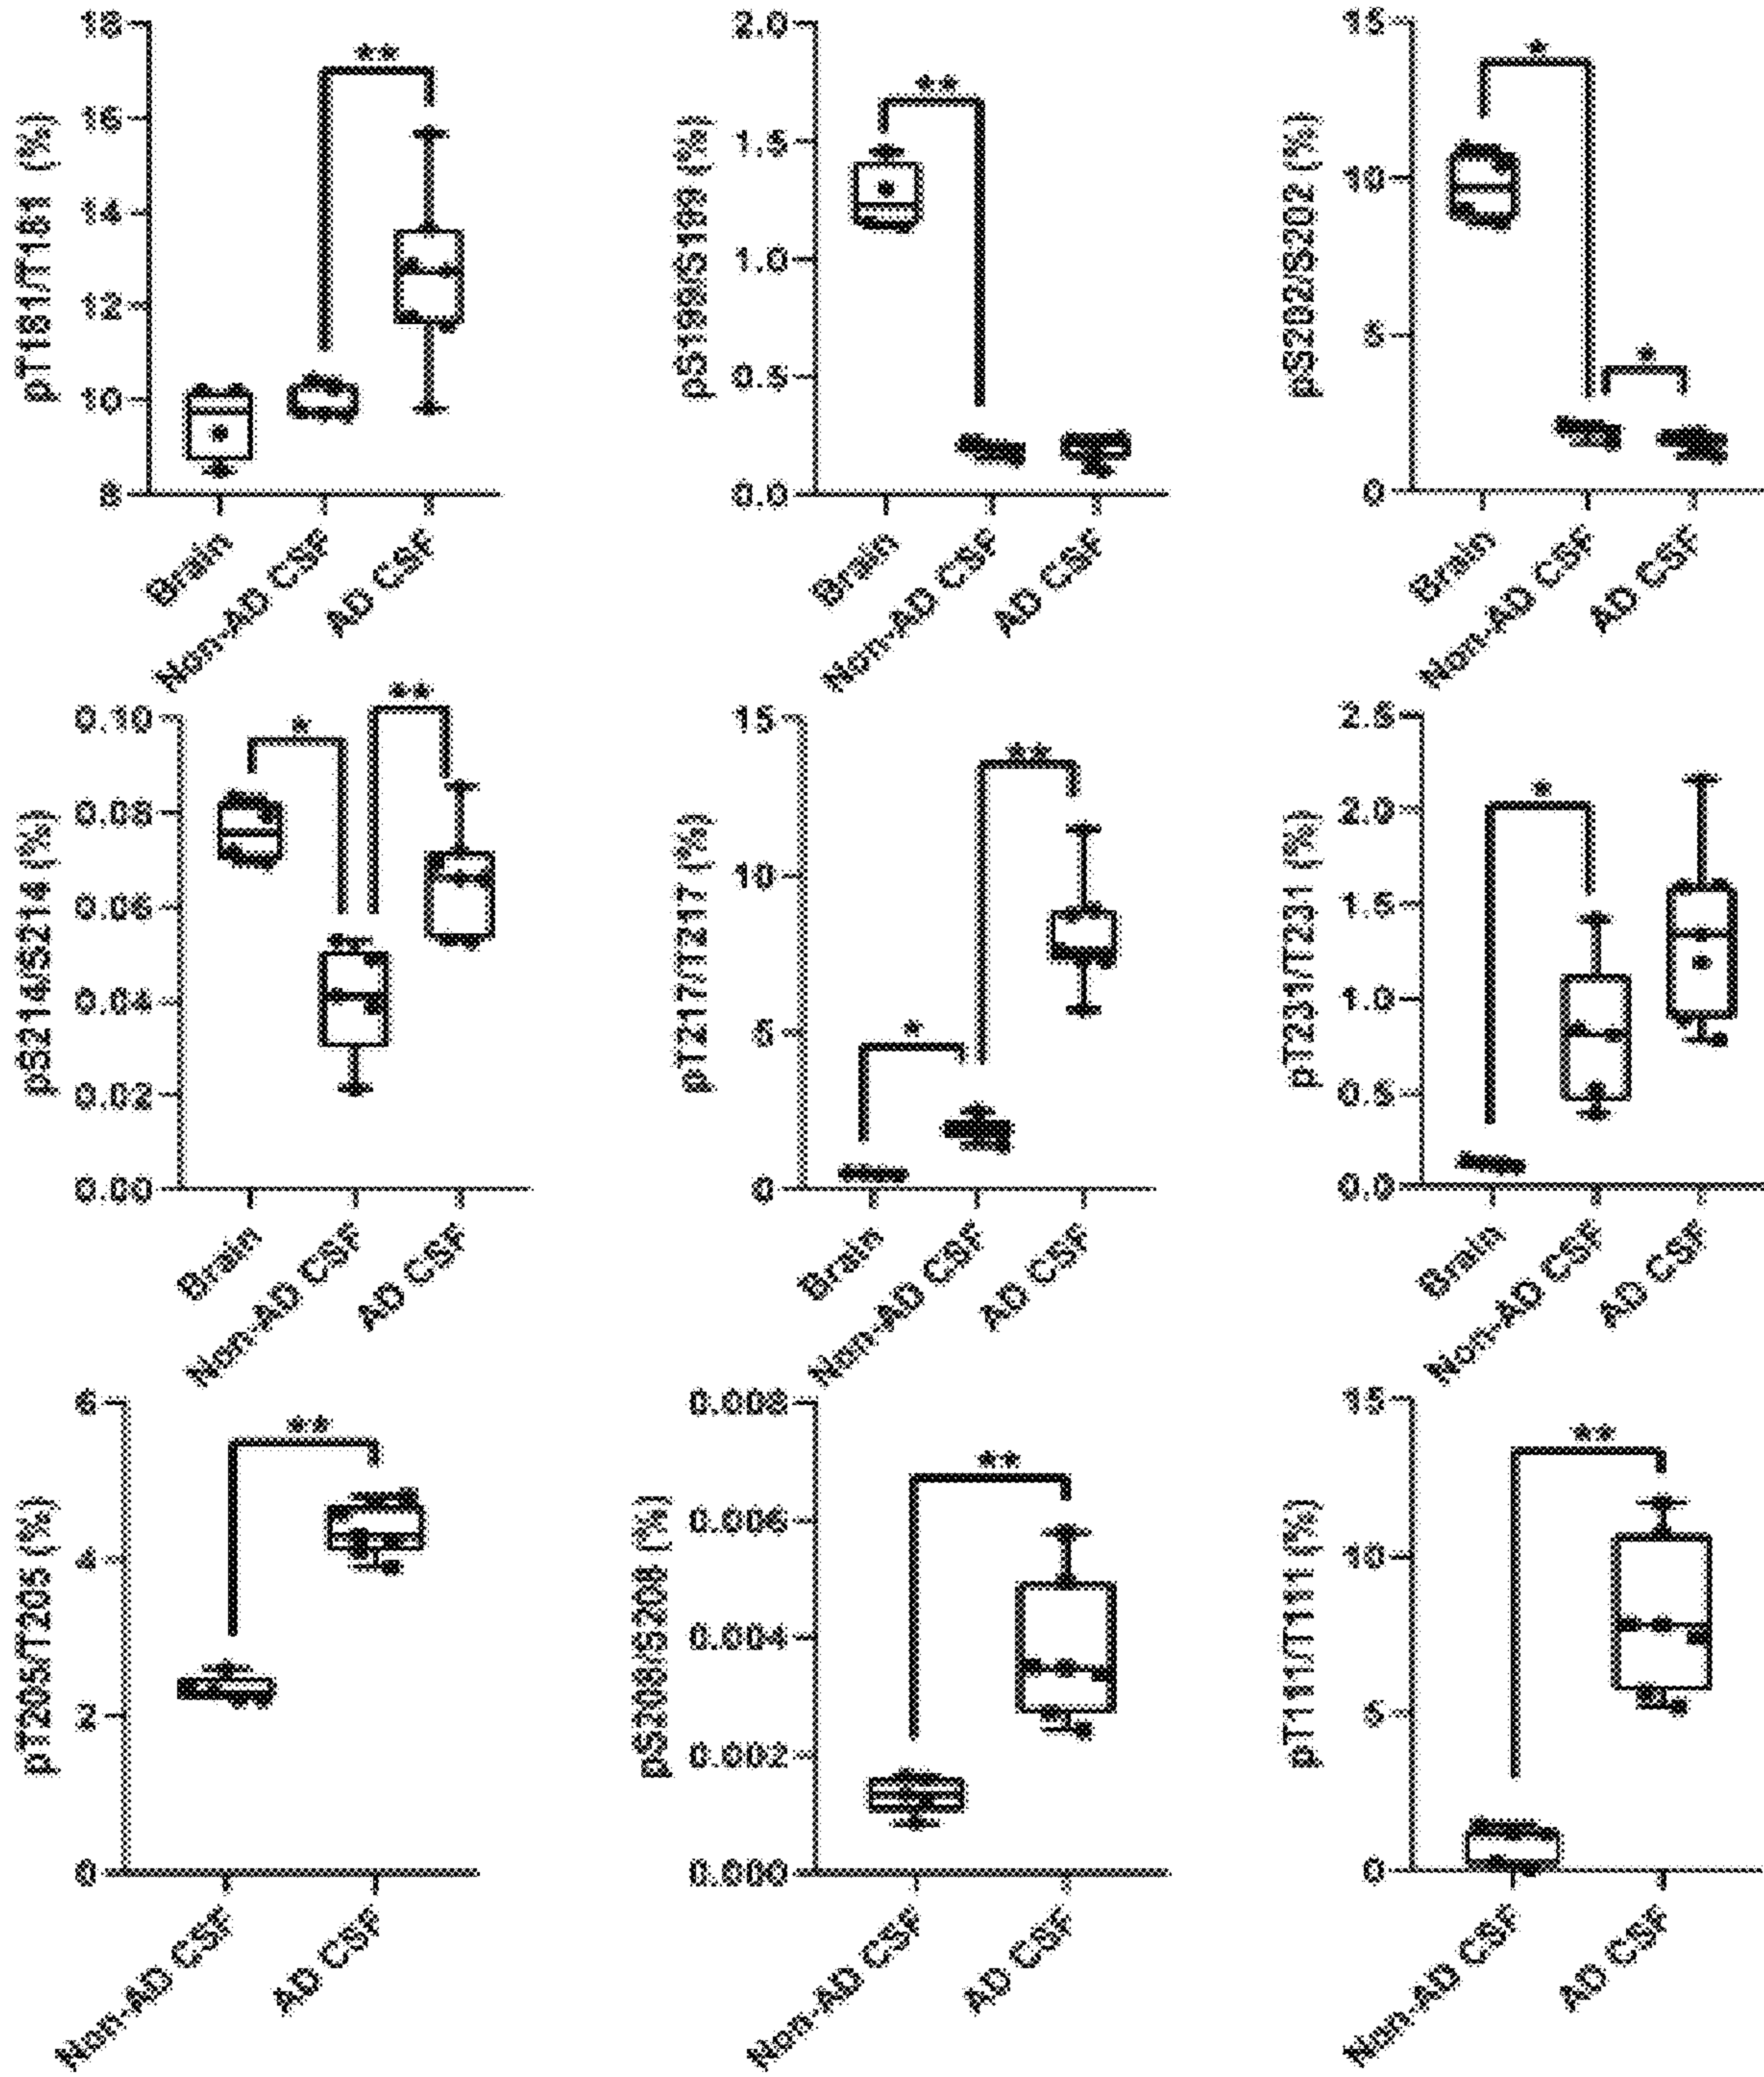 pT181/T181 (%)
18
16
14
12
10
8
**
Brain
Non-AD CSF
AD CSF
pS199/S199 (%)
2.0
1.5
1.0
0.5
0.0
**
Brain
Non-AD CSF
AD CSF
pS202/S202 (%)
15
10
5
0
*
*
Brain
Non-AD CSF
AD CSF
pS214/S214 (%)
0.10
0.08
0.06
0.04
0.02
0.00
*
**
Brain
Non-AD CSF
AD CSF
pT217/T217 (%)
15
10
5
0
*
**
Brain
Non-AD CSF
AD CSF
pT231/T231 (%)
2.5
2.0
1.5
1.0
0.5
0.0
*
Brain
Non-AD CSF
AD CSF
pT205/T205 (%)
6
4
2
0
**
Non-AD CSF
AD CSF
pS208/S208 (%)
0.008
0.006
0.004
0.002
0.000
**
Non-AD CSF
AD CSF
pT111/T111 (%)
15
10
5
0
**
Non-AD CSF
AD CSF